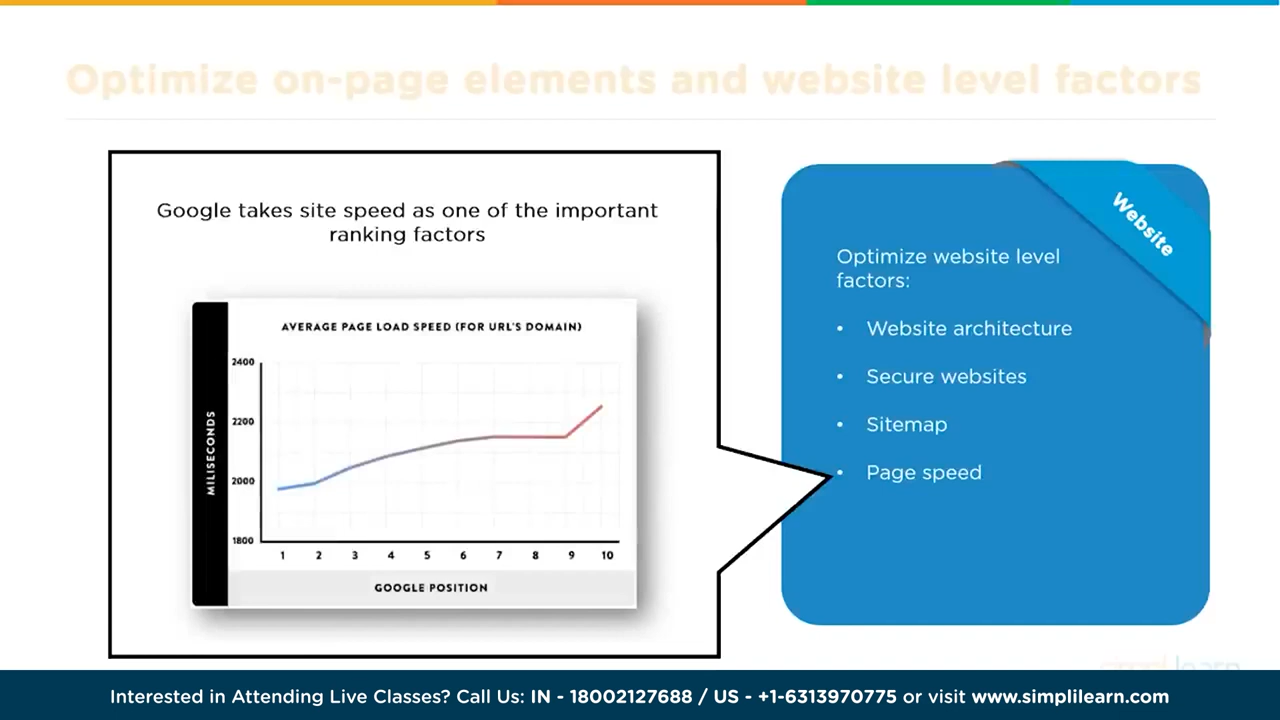 Optimize on-page elements and website level factors
Google takes site speed as one of the important
ranking factors
AVERAGE PAGE LOAD SPEED (FOR URL'S DOMAIN)
MILISECONDS
2400
2200
2000
1800
1 2 3 4 5 6 7 8 9 10
GOOGLE POSITION
Website
Optimize website level
factors:
• Website architecture
• Secure websites
• Sitemap
• Page speed
simplilearn
Interested in Attending Live Classes? Call Us: IN - 18002127688 / US - +1-6313970775 or visit www.simplilearn.com